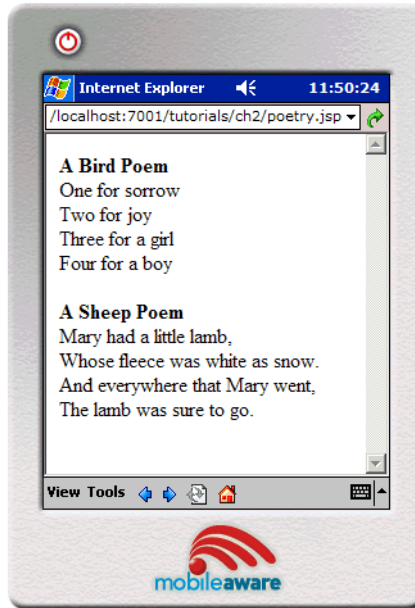 Internet Explorer 11:50:24
/localhost:7001/tutorials/ch2/poetry.jsp
A Bird Poem
One for sorrow
Two for joy
Three for a girl
Four for a boy
A Sheep Poem
Mary had a little lamb,
Whose fleece was white as snow.
And everywhere that Mary went,
The lamb was sure to go.
View Tools
mobileaware